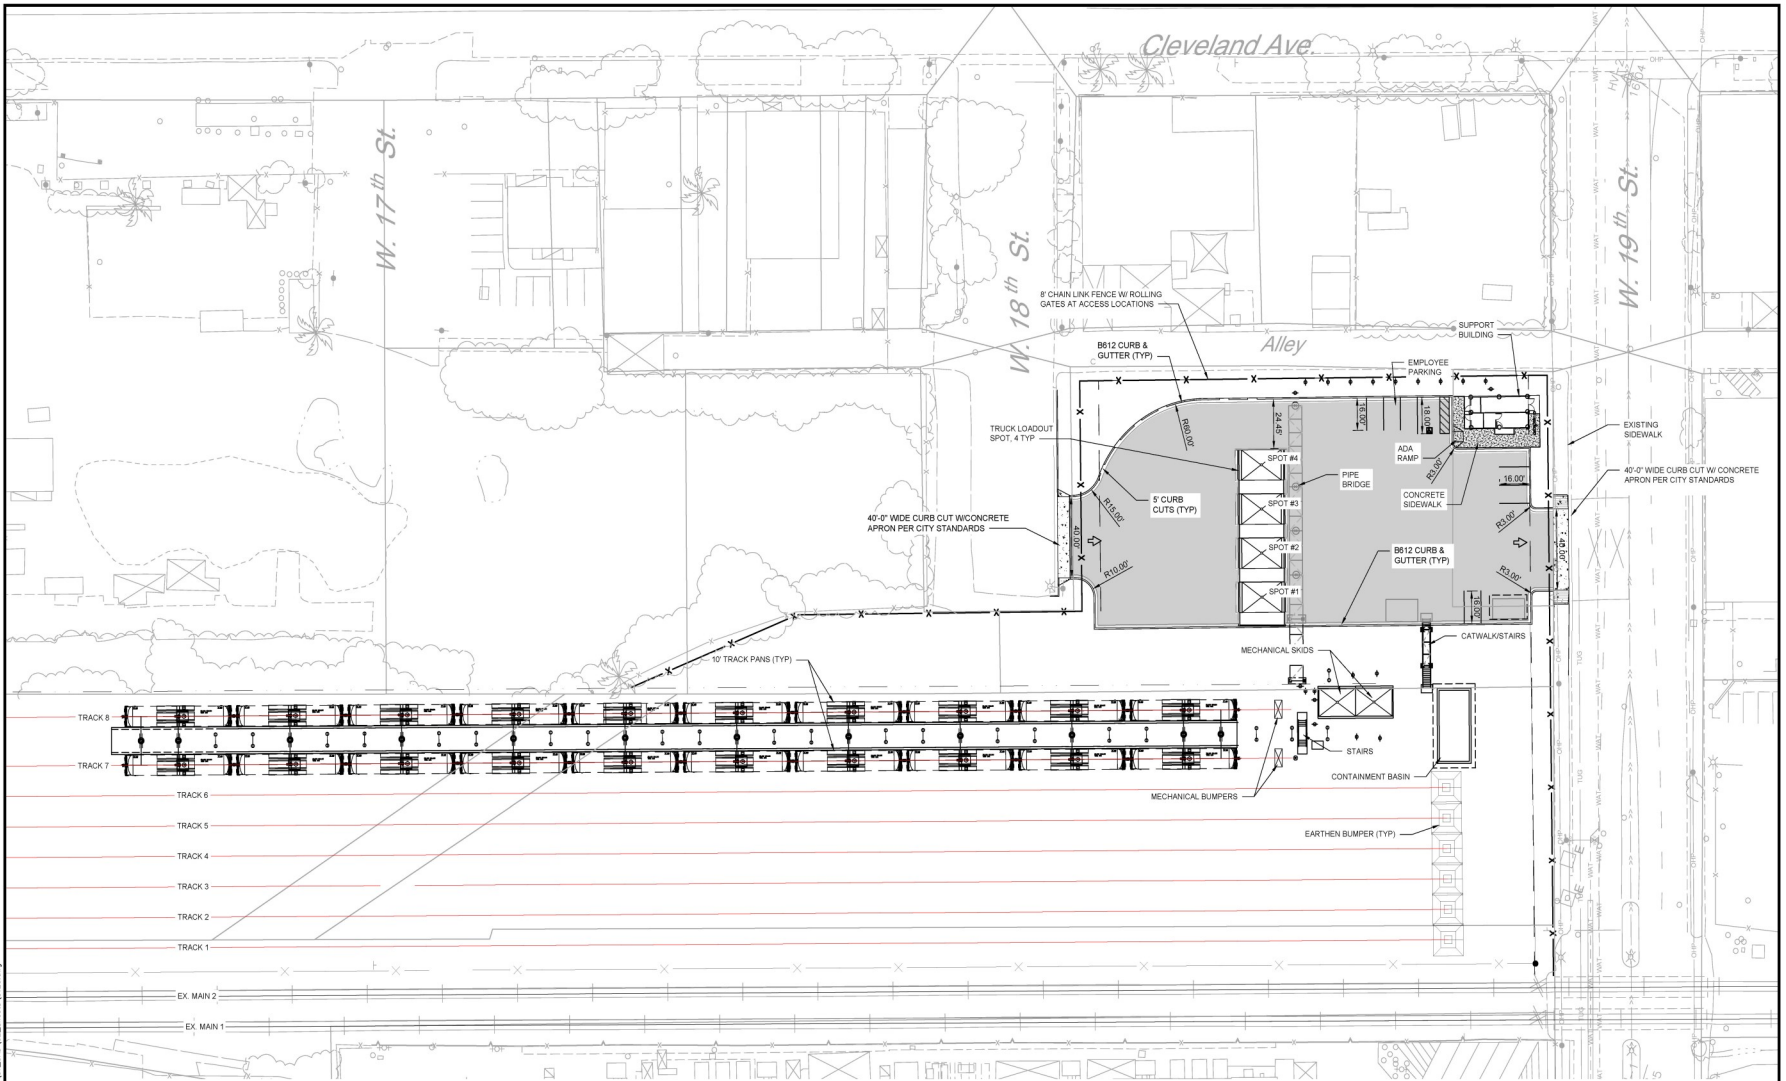 Cleveland Ave.
W. 17th St.
W. 18th St.
W. 19th St.
8' CHAIN LINK FENCE W/ ROLLING
GATES AT ACCESS LOCATIONS
SUPPORT
BUILDING
Alley
B612 CURB &
GUTTER (TYP)
EMPLOYEE
PARKING
TRUCK LOADOUT
SPOT, 4 TYP
R60.00'
24.45'
16.00'
18.00'
EXISTING
SIDEWALK
SPOT #4
ADA
RAMP
R3.00'
PIPE
BRIDGE
40'-0" WIDE CURB CUT W/ CONCRETE
APRON PER CITY STANDARDS
16.00'
5' CURB
CUTS (TYP)
R15.00'
SPOT #3
CONCRETE
SIDEWALK
R3.00'
40'-0" WIDE CURB CUT W/CONCRETE
APRON PER CITY STANDARDS
40.00'
SPOT #2
B612 CURB &
GUTTER (TYP)
40.00'
R10.00'
R3.00'
SPOT #1
16.00'
CATWALK/STAIRS
MECHANICAL SKIDS
10' TRACK PANS (TYP)
TRACK 8
STAIRS
TRACK 7
CONTAINMENT BASIN
TRACK 6
MECHANICAL BUMPERS
TRACK 5
EARTHEN BUMPER (TYP)
TRACK 4
TRACK 3
TRACK 2
TRACK 1
EX. MAIN 2
EX. MAIN 1